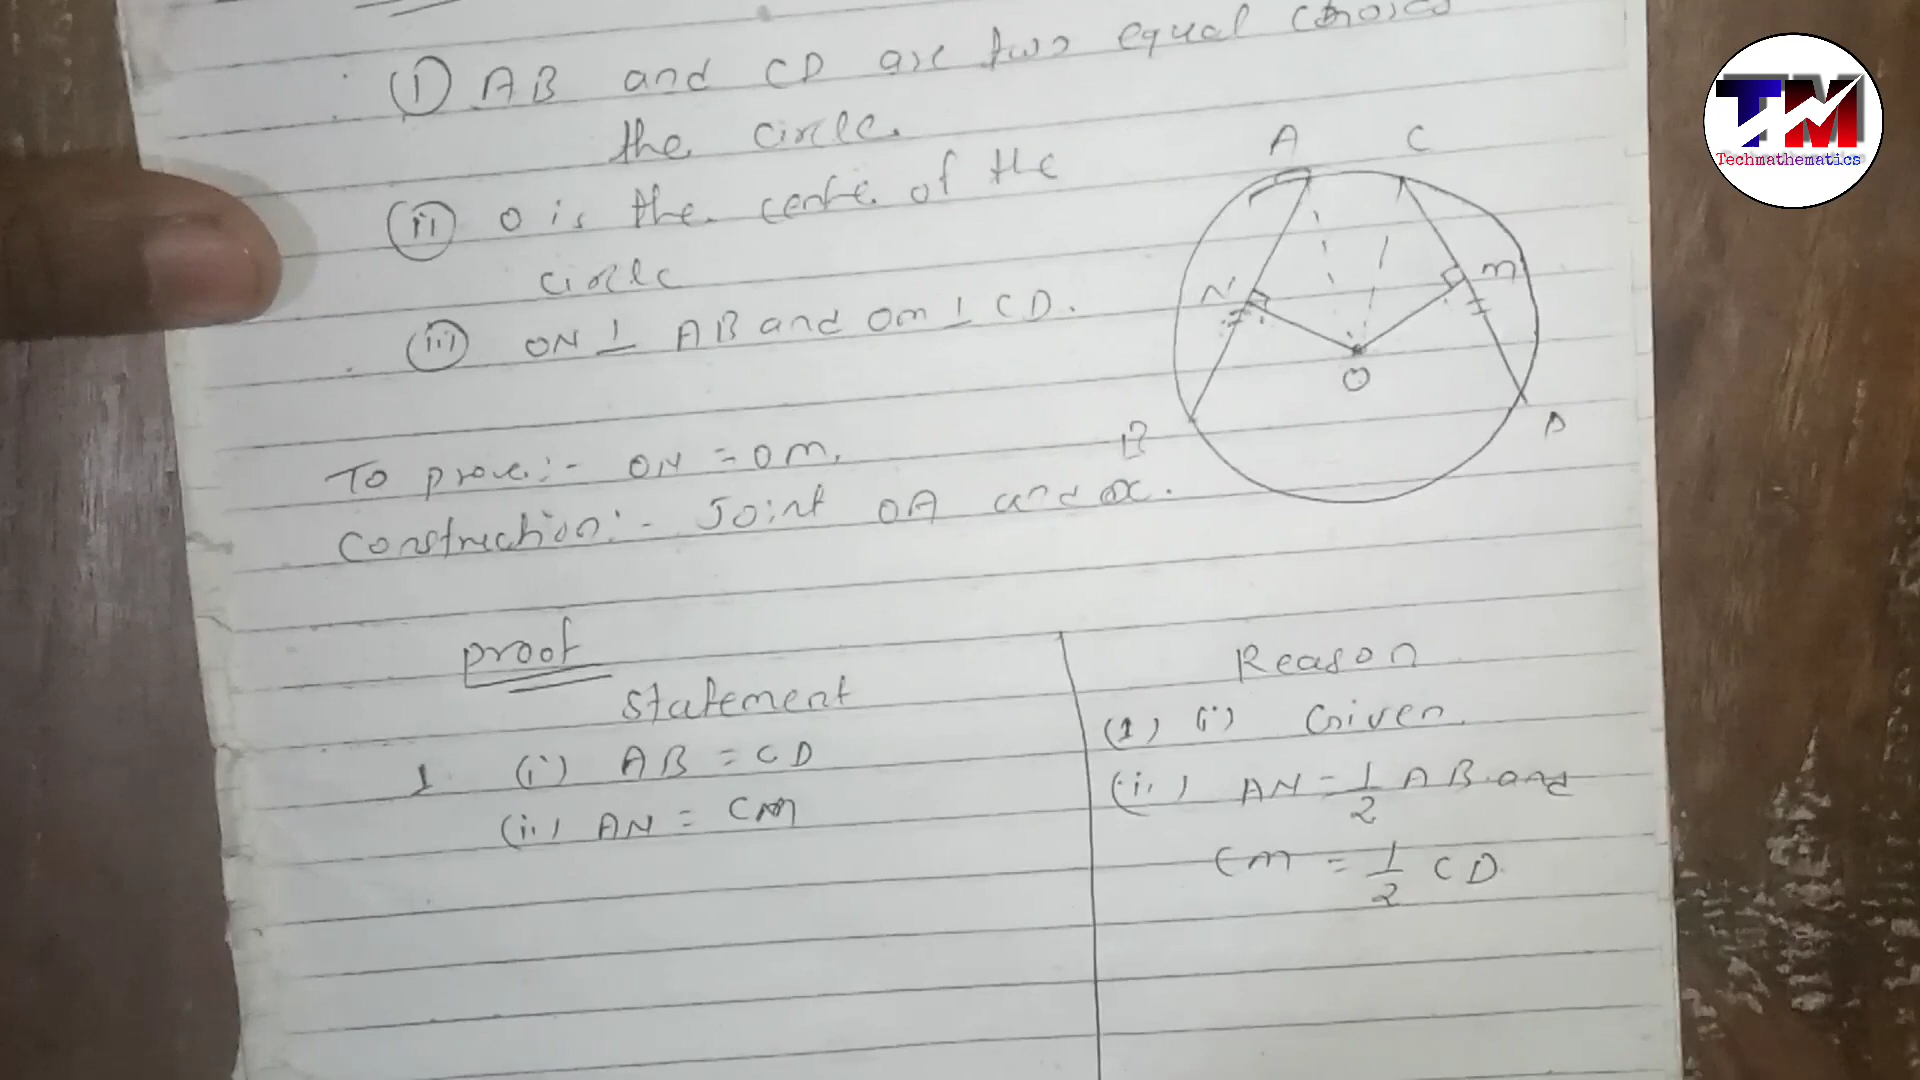 (i) AB and CD are two equal chords
the circle.
(ii) O is the centre of the
circle
(iii) ON ⊥ AB and Om ⊥ CD.
To prove:- ON = Om.
Construction:- Joint OA and OC.
Proof
Statement
1 (i) AB = CD
(ii) AN = CM
Reason
(1) (i) Given.
(ii) AN = 1/2 AB and
Cm = 1/2 CD.
A C
N m
O
B D
TM
Techmathematics